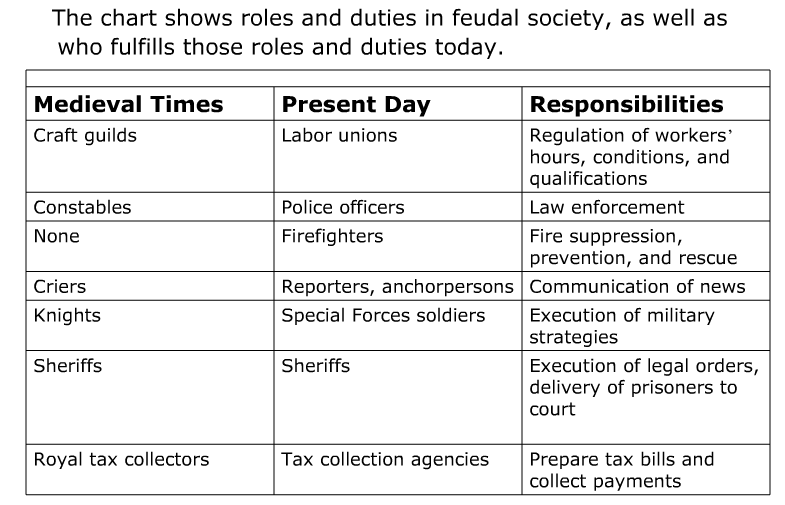 The chart shows roles and duties in feudal society, as well as
who fulfills those roles and duties today.
Medieval Times Present Day Responsibilities
Craft guilds Labor unions Regulation of workers’
hours, conditions, and
qualifications
Constables Police officers Law enforcement
None Firefighters Fire suppression,
prevention, and rescue
Criers Reporters, anchorpersons Communication of news
Knights Special Forces soldiers Execution of military
strategies
Sheriffs Sheriffs Execution of legal orders,
delivery of prisoners to
court
Royal tax collectors Tax collection agencies Prepare tax bills and
collect payments